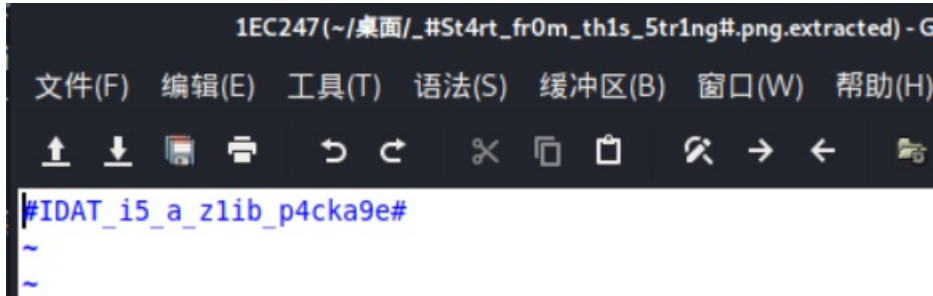 1EC247(~/桌面/_#St4rt_fr0m_th1s_5tr1ng#.png.extracted) - G
文件(F) 编辑(E) 工具(T) 语法(S) 缓冲区(B) 窗口(W) 帮助(H)
#IDAT_i5_a_z1ib_p4cka9e#
~
~